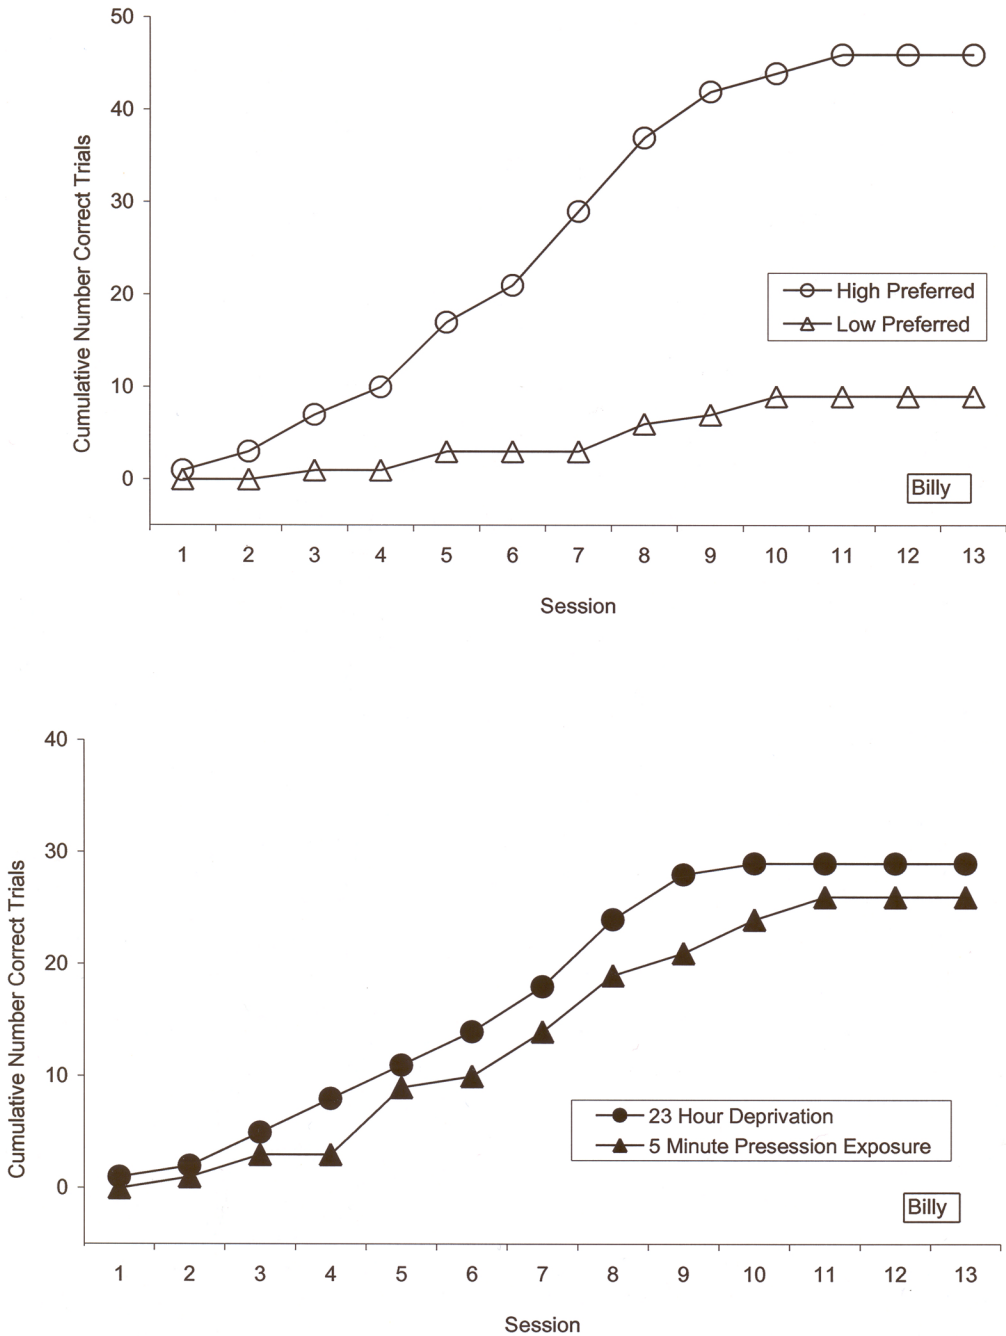 50
40
30
20
10
0
Cumulative Number Correct Trials
High Preferred
Low Preferred
Billy
1 2 3 4 5 6 7 8 9 10 11 12 13
Session
40
30
20
10
0
Cumulative Number Correct Trials
23 Hour Deprivation
5 Minute Presession Exposure
Billy
1 2 3 4 5 6 7 8 9 10 11 12 13
Session